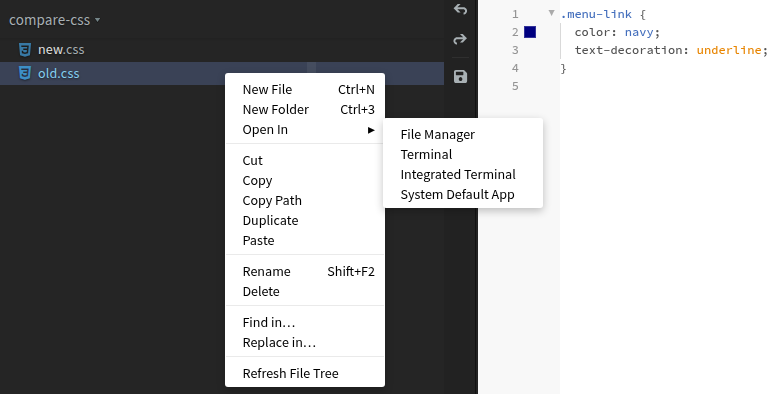 compare-css
new.css
old.css
New File Ctrl+N
New Folder Ctrl+3
Open In
Cut
Copy
Copy Path
Duplicate
Paste
Rename Shift+F2
Delete
Find in…
Replace in…
Refresh File Tree
File Manager
Terminal
Integrated Terminal
System Default App
1 .menu-link {
2 color: navy;
3 text-decoration: underline;
4 }
5